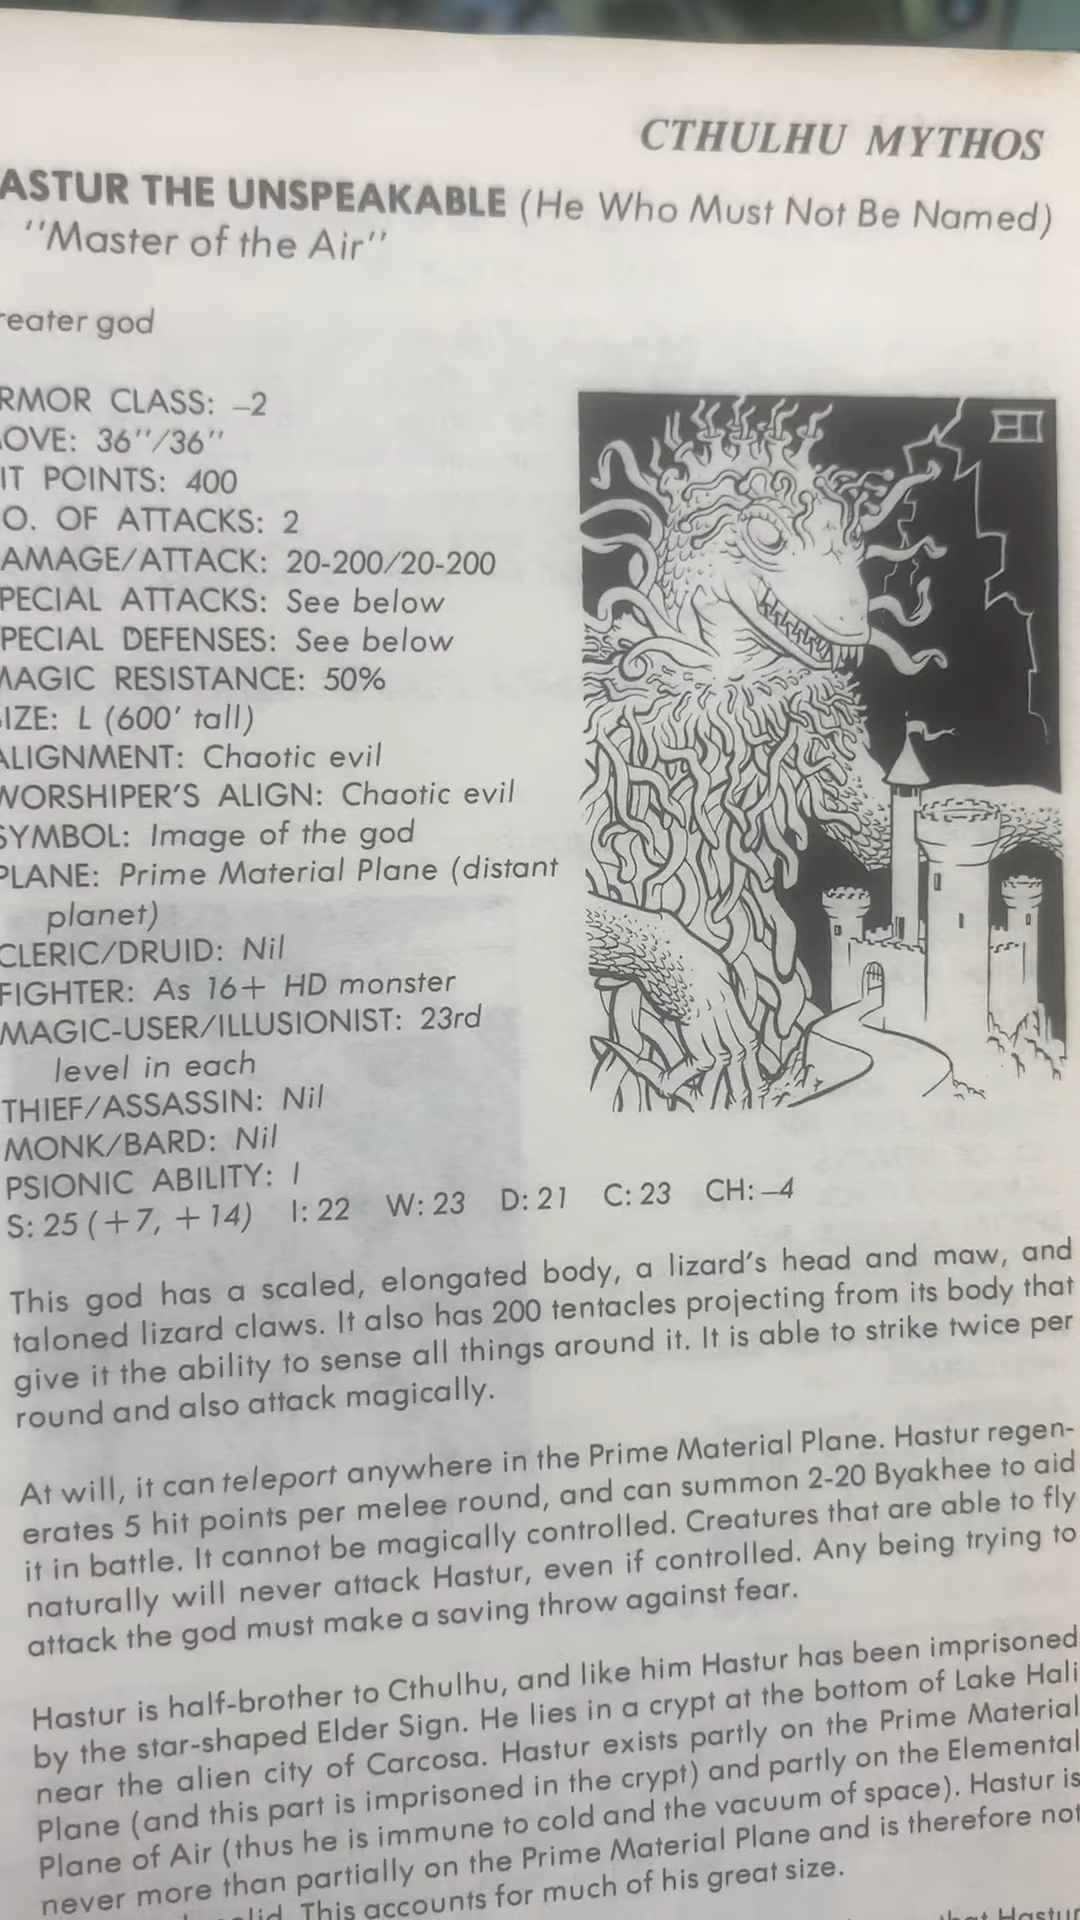 CTHULHU MYTHOS
ASTUR THE UNSPEAKABLE (He Who Must Not Be Named)
"Master of the Air"
reater god
RMOR CLASS: –2
OVE: 36"/36"
IT POINTS: 400
O. OF ATTACKS: 2
AMAGE/ATTACK: 20-200/20-200
PECIAL ATTACKS: See below
PECIAL DEFENSES: See below
MAGIC RESISTANCE: 50%
SIZE: L (600' tall)
ALIGNMENT: Chaotic evil
WORSHIPER'S ALIGN: Chaotic evil
SYMBOL: Image of the god
PLANE: Prime Material Plane (distant
planet)
CLERIC/DRUID: Nil
FIGHTER: As 16+ HD monster
MAGIC-USER/ILLUSIONIST: 23rd
level in each
THIEF/ASSASSIN: Nil
MONK/BARD: Nil
PSIONIC ABILITY: I
S: 25 (+7, +14) I: 22 W: 23 D: 21 C: 23 CH: –4
This god has a scaled, elongated body, a lizard's head and maw, and
taloned lizard claws. It also has 200 tentacles projecting from its body that
give it the ability to sense all things around it. It is able to strike twice per
round and also attack magically.
At will, it can teleport anywhere in the Prime Material Plane. Hastur regen-
erates 5 hit points per melee round, and can summon 2-20 Byakhee to aid
it in battle. It cannot be magically controlled. Creatures that are able to fly
naturally will never attack Hastur, even if controlled. Any being trying to
attack the god must make a saving throw against fear.
Hastur is half-brother to Cthulhu, and like him Hastur has been imprisoned
by the star-shaped Elder Sign. He lies in a crypt at the bottom of Lake Hali
near the alien city of Carcosa. Hastur exists partly on the Prime Material
Plane (and this part is imprisoned in the crypt) and partly on the Elemental
Plane of Air (thus he is immune to cold and the vacuum of space). Hastur is
never more than partially on the Prime Material Plane and is therefore not
This accounts for much of his great size.
that Hastur